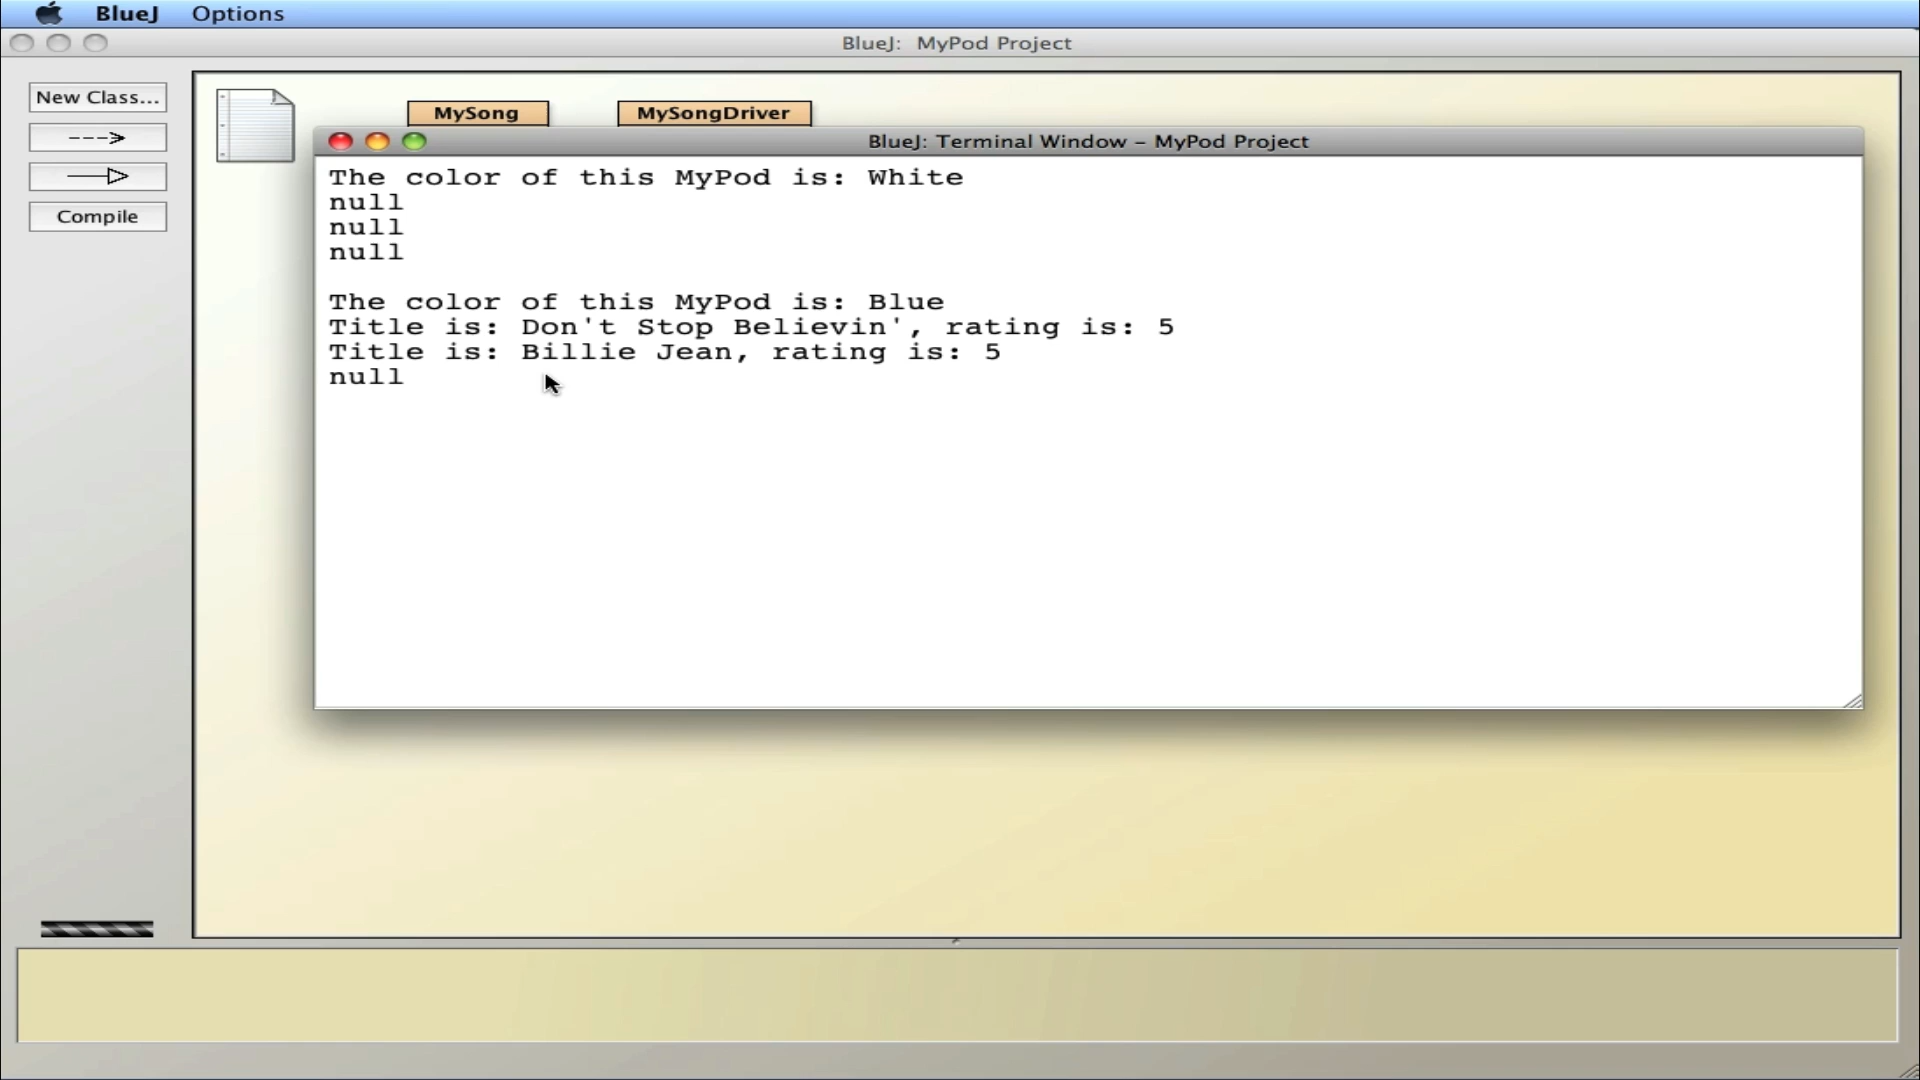 BlueJ Options
BlueJ: MyPod Project
New Class...
Compile
MySong
MySongDriver
BlueJ: Terminal Window – MyPod Project
The color of this MyPod is: White
null
null
null
The color of this MyPod is: Blue
Title is: Don't Stop Believin', rating is: 5
Title is: Billie Jean, rating is: 5
null